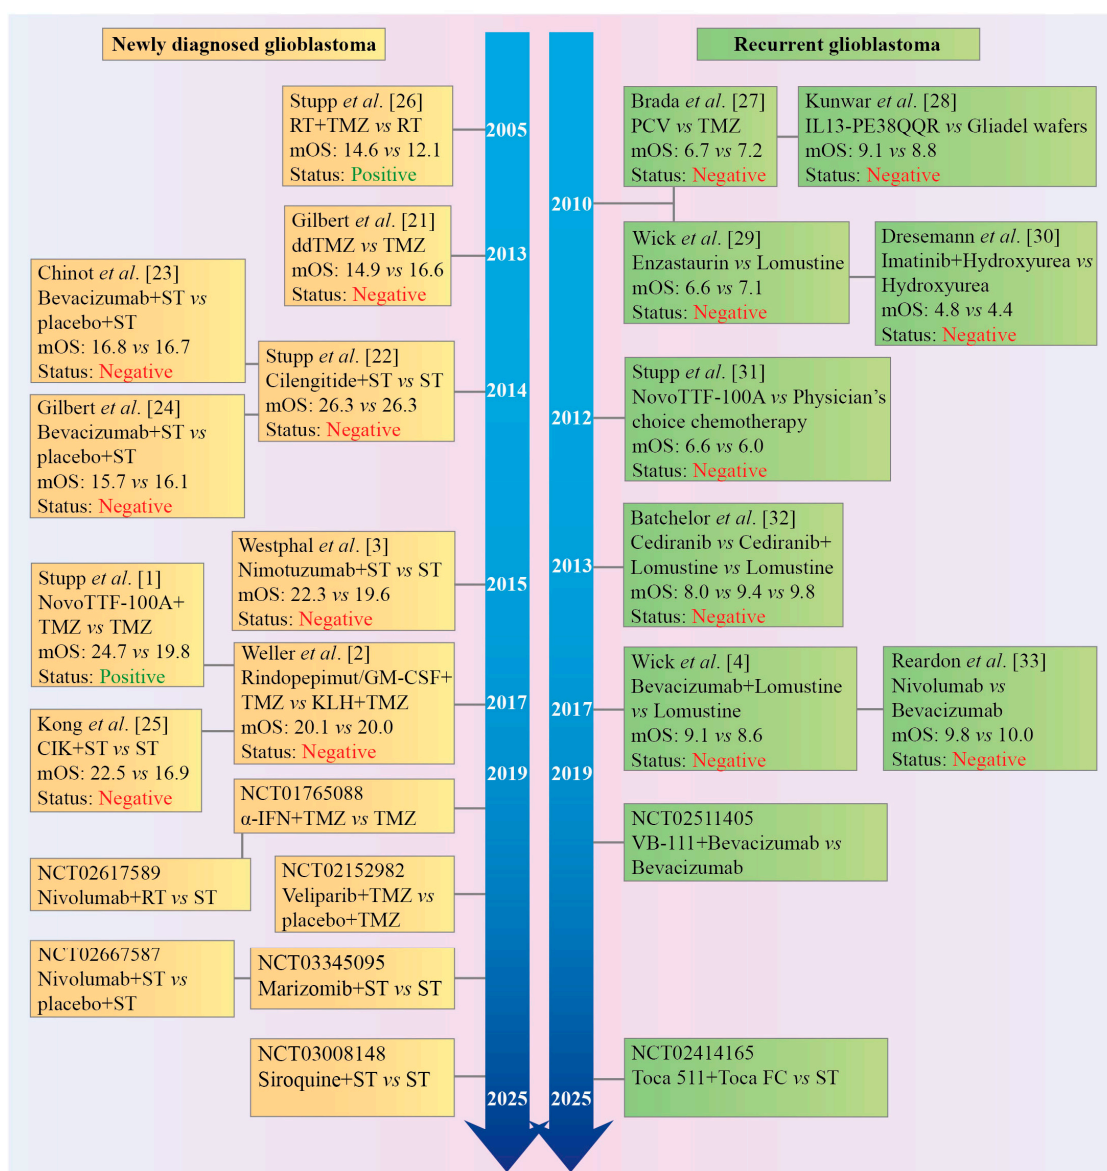 Newly diagnosed glioblastoma
Stupp et al. [26]
RT+TMZ vs RT
mOS: 14.6 vs 12.1
Status: Positive
2005
Gilbert et al. [21]
ddTMZ vs TMZ
mOS: 14.9 vs 16.6
Status: Negative
2013
Chinot et al. [23]
Bevacizumab+ST vs
placebo+ST
mOS: 16.8 vs 16.7
Status: Negative
Stupp et al. [22]
Cilengitide+ST vs ST
mOS: 26.3 vs 26.3
Status: Negative
2014
Gilbert et al. [24]
Bevacizumab+ST vs
placebo+ST
mOS: 15.7 vs 16.1
Status: Negative
Westphal et al. [3]
Nimotuzumab+ST vs ST
mOS: 22.3 vs 19.6
Status: Negative
2015
Stupp et al. [1]
NovoTTF-100A+
TMZ vs TMZ
mOS: 24.7 vs 19.8
Status: Positive
Weller et al. [2]
Rindopepimut/GM-CSF+
TMZ vs KLH+TMZ
mOS: 20.1 vs 20.0
Status: Negative
2017
Kong et al. [25]
CIK+ST vs ST
mOS: 22.5 vs 16.9
Status: Negative
2019
NCT01765088
α-IFN+TMZ vs TMZ
NCT02617589
Nivolumab+RT vs ST
NCT02152982
Veliparib+TMZ vs
placebo+TMZ
NCT02667587
Nivolumab+ST vs
placebo+ST
NCT03345095
Marizomib+ST vs ST
NCT03008148
Siroquine+ST vs ST
2025
Recurrent glioblastoma
Brada et al. [27]
PCV vs TMZ
mOS: 6.7 vs 7.2
Status: Negative
Kunwar et al. [28]
IL13-PE38QQR vs Gliadel wafers
mOS: 9.1 vs 8.8
Status: Negative
2010
Wick et al. [29]
Enzastaurin vs Lomustine
mOS: 6.6 vs 7.1
Status: Negative
Dresemann et al. [30]
Imatinib+Hydroxyurea vs
Hydroxyurea
mOS: 4.8 vs 4.4
Status: Negative
2012
Stupp et al. [31]
NovoTTF-100A vs Physician's
choice chemotherapy
mOS: 6.6 vs 6.0
Status: Negative
2013
Batchelor et al. [32]
Cediranib vs Cediranib+
Lomustine vs Lomustine
mOS: 8.0 vs 9.4 vs 9.8
Status: Negative
2017
Wick et al. [4]
Bevacizumab+Lomustine
vs Lomustine
mOS: 9.1 vs 8.6
Status: Negative
Reardon et al. [33]
Nivolumab vs
Bevacizumab
mOS: 9.8 vs 10.0
Status: Negative
2019
NCT02511405
VB-111+Bevacizumab vs
Bevacizumab
NCT02414165
Toca 511+Toca FC vs ST
2025